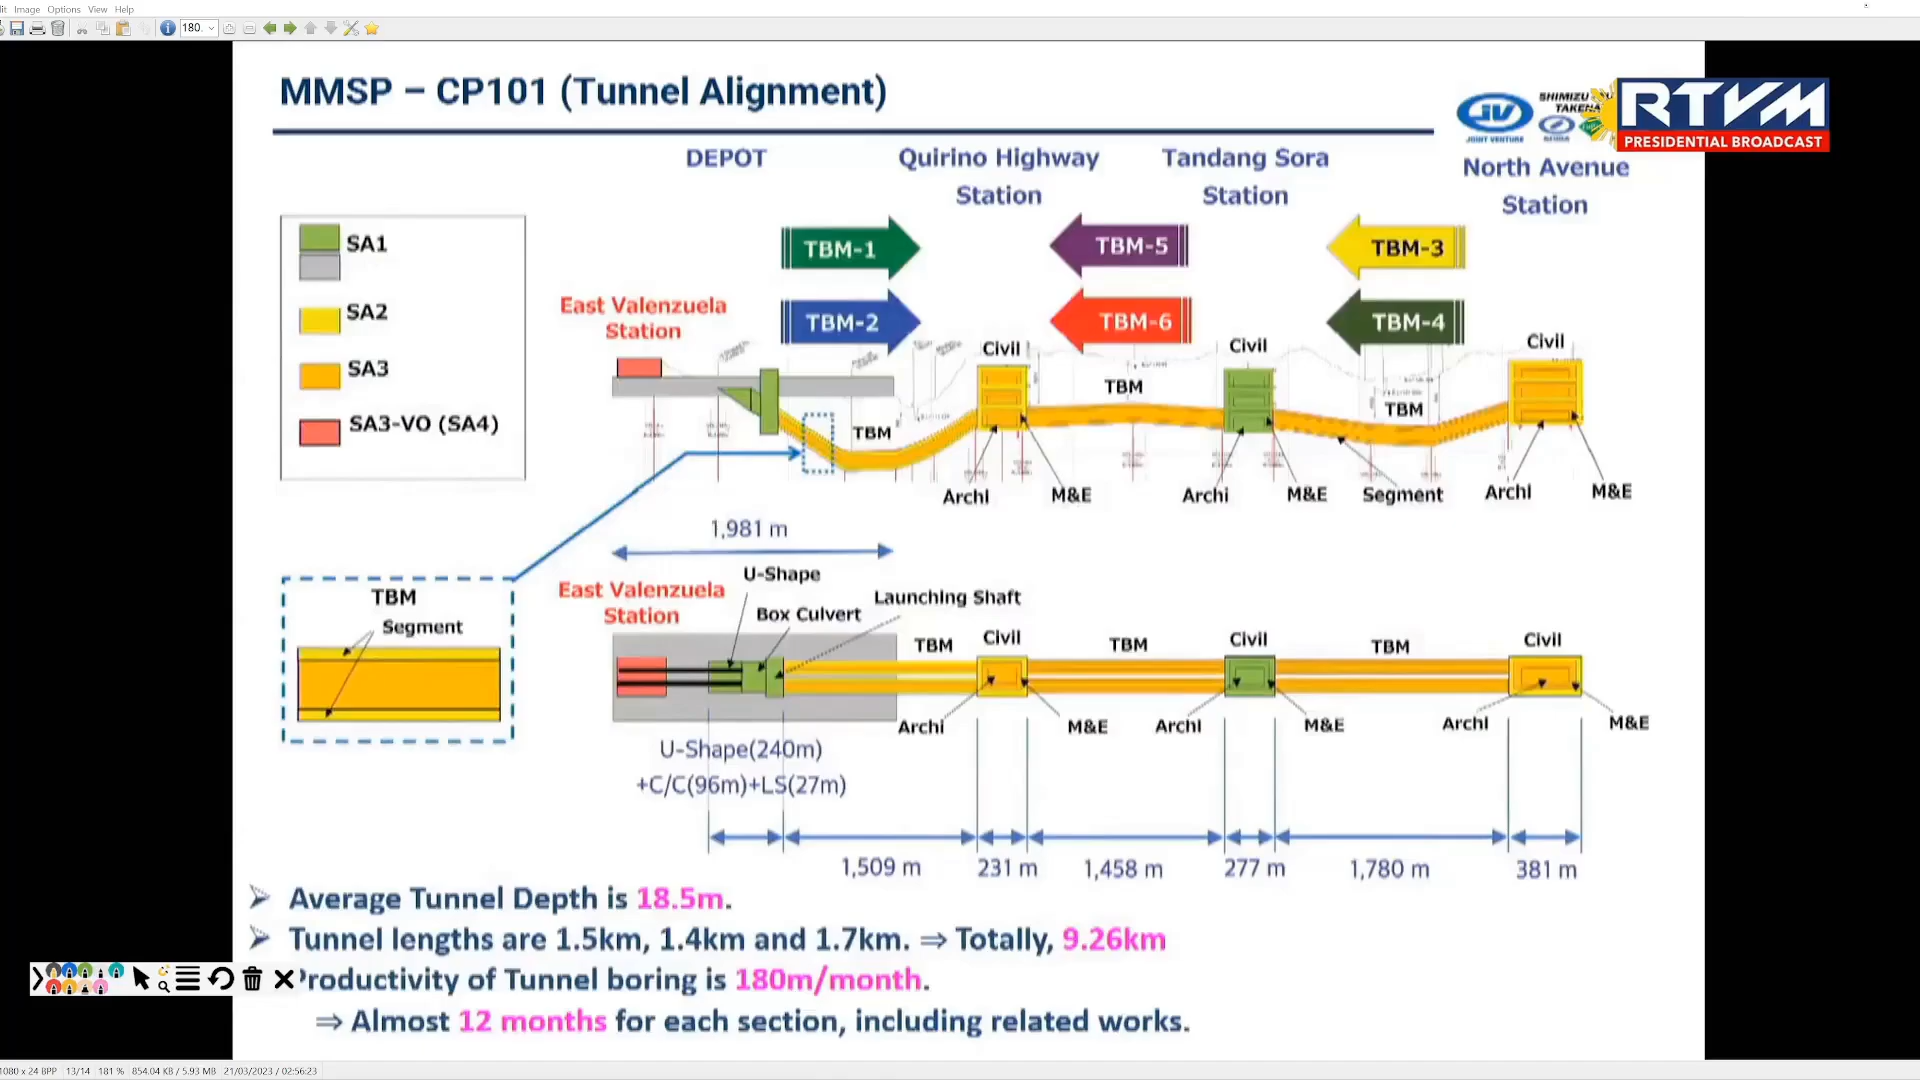 Image Options View Help
180.
MMSP – CP101 (Tunnel Alignment)
JV
JOINT VENTURE
SHIMIZU
TAKENA
RTVM
PRESIDENTIAL BROADCAST
DEPOT
Quirino Highway
Station
Tandang Sora
Station
North Avenue
Station
SA1
SA2
SA3
SA3-VO (SA4)
TBM-1
TBM-5
TBM-3
TBM-2
TBM-6
TBM-4
East Valenzuela
Station
Civil
Civil
Civil
TBM
TBM
TBM
Archi
M&E
Archi
M&E
Segment
Archi
M&E
1,981 m
TBM
Segment
East Valenzuela
Station
U-Shape
Box Culvert
Launching Shaft
TBM
Civil
TBM
Civil
TBM
Civil
Archi
M&E
Archi
M&E
Archi
M&E
U-Shape(240m)
+C/C(96m)+LS(27m)
1,509 m
231 m
1,458 m
277 m
1,780 m
381 m
➢ Average Tunnel Depth is 18.5m.
➢ Tunnel lengths are 1.5km, 1.4km and 1.7km. ⇒ Totally, 9.26km
roductivity of Tunnel boring is 180m/month.
⇒ Almost 12 months for each section, including related works.
1080 x 24 BPP 13/14 181 % 854.04 KB / 5.93 MB 21/03/2023 / 02:56:23